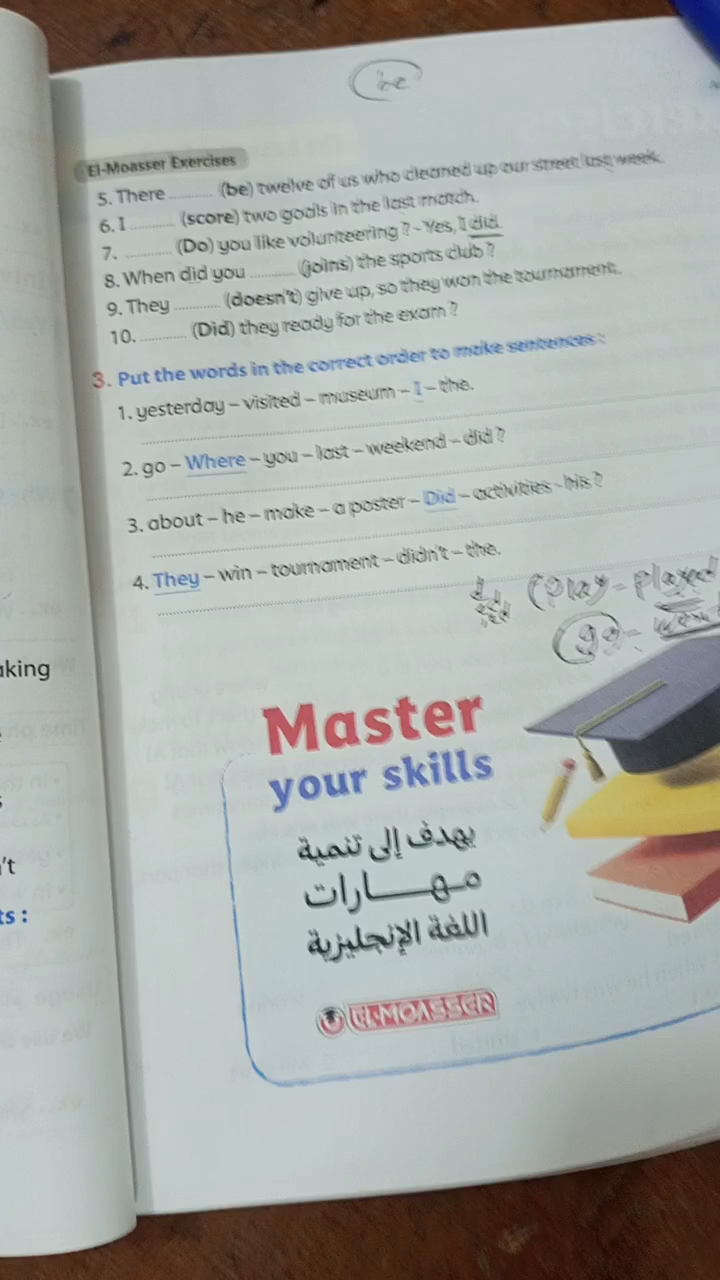 be
El-Moasser Exercises
5. There .......... (be) twelve of us who cleaned up our street last week.
6. I .......... (score) two goals in the last match.
7. .......... (Do) you like volunteering ? - Yes, I did.
8. When did you .......... (joins) the sports club ?
9. They .......... (doesn't) give up, so they won the tournament.
10. .......... (Did) they ready for the exam ?
3. Put the words in the correct order to make sentences :
1. yesterday – visited – museum – I – the.
2. go – Where – you – last – weekend – did ?
3. about – he – make – a poster – Did – activities - his ?
4. They – win – tournament – didn't – the.
(play = played
go =
aking
't
ts :
Master
your skills
يهدف إلى تنمية
مهـــارات
اللغة الإنجليزية
EL-MOASSER